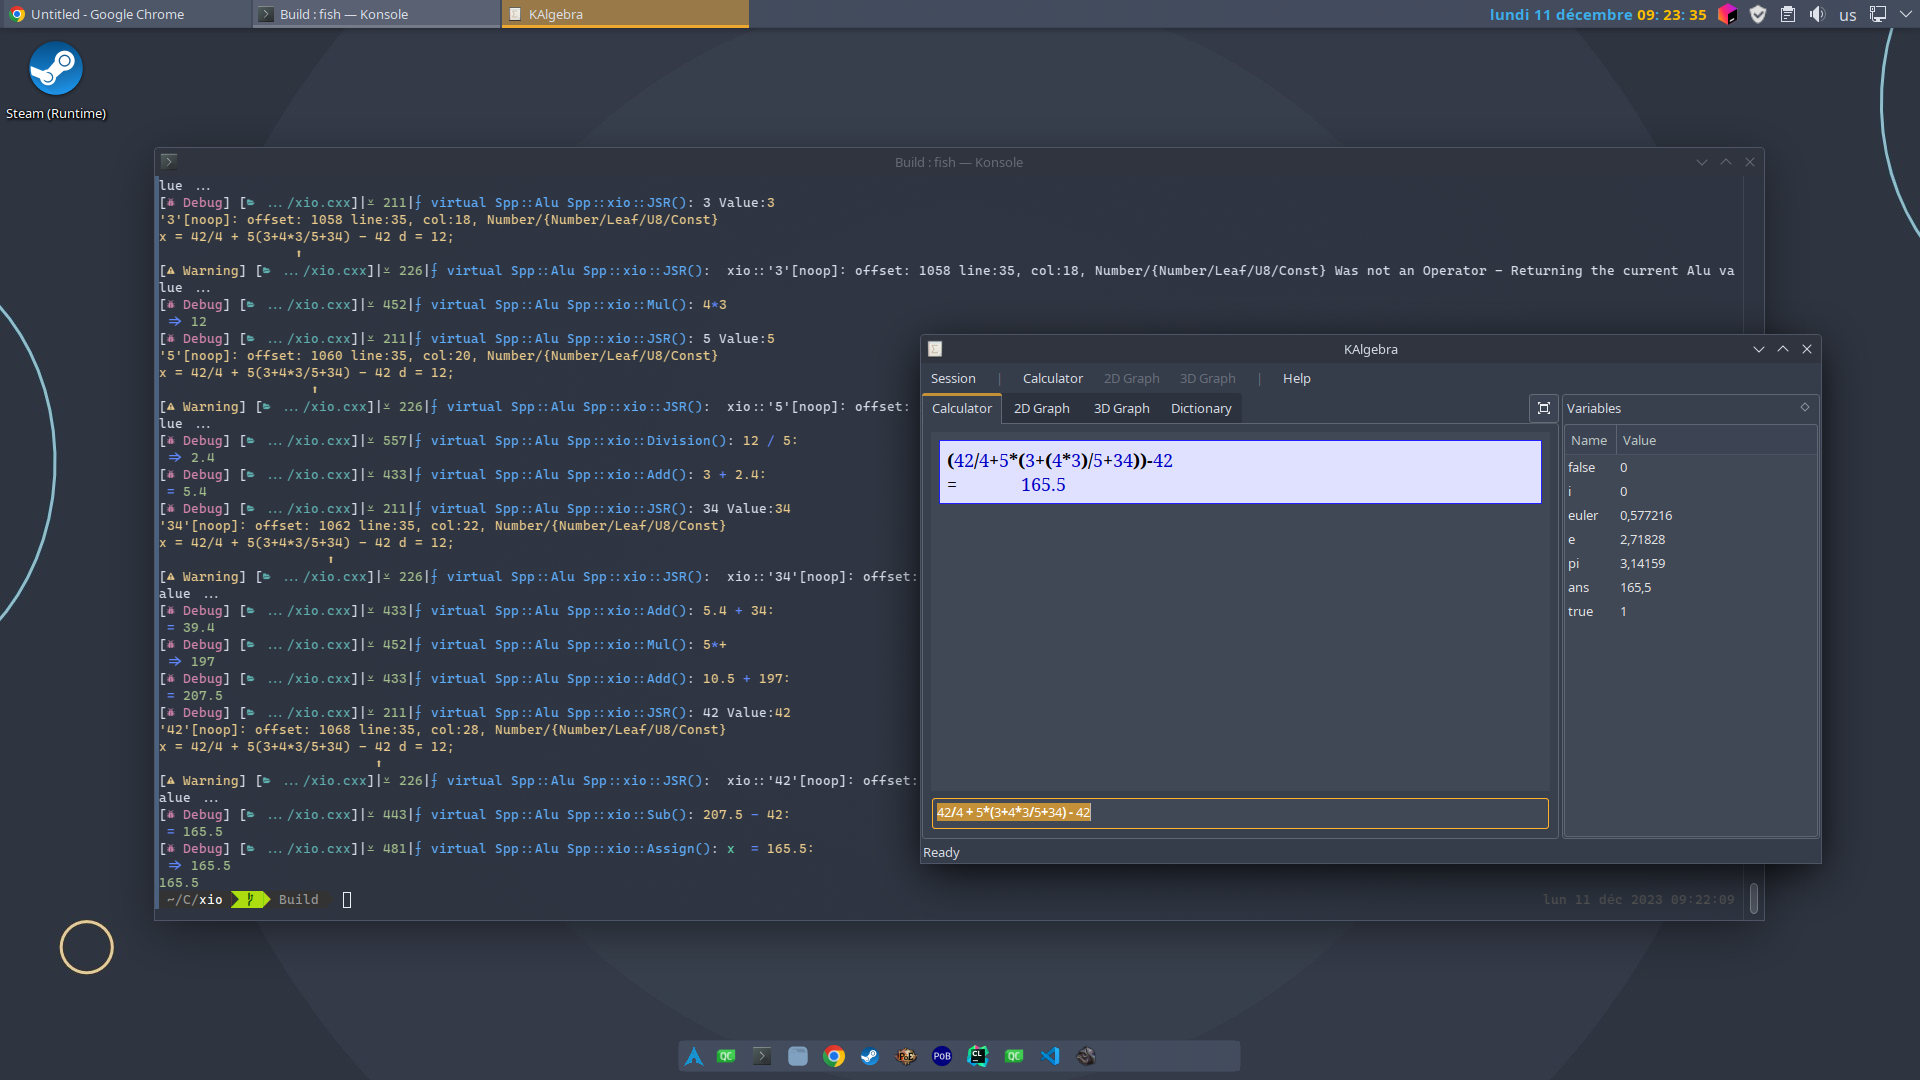 Untitled - Google Chrome
Build : fish — Konsole
KAlgebra
lundi 11 décembre 09: 23: 35
us
Steam (Runtime)
Build : fish — Konsole
lue ...
[ Debug] [ .../xio.cxx]| 211|ƒ virtual Spp::Alu Spp::xio::JSR(): 3 Value:3
'3'[noop]: offset: 1058 line:35, col:18, Number/{Number/Leaf/U8/Const}
x = 42/4 + 5(3+4*3/5+34) - 42 d = 12;
⬆
[ Warning] [ .../xio.cxx]| 226|ƒ virtual Spp::Alu Spp::xio::JSR():  xio::'3'[noop]: offset: 1058 line:35, col:18, Number/{Number/Leaf/U8/Const} Was not an Operator - Returning the current Alu va
lue ...
[ Debug] [ .../xio.cxx]| 452|ƒ virtual Spp::Alu Spp::xio::Mul(): 4*3
=> 12
[ Debug] [ .../xio.cxx]| 211|ƒ virtual Spp::Alu Spp::xio::JSR(): 5 Value:5
'5'[noop]: offset: 1060 line:35, col:20, Number/{Number/Leaf/U8/Const}
x = 42/4 + 5(3+4*3/5+34) - 42 d = 12;
⬆
[ Warning] [ .../xio.cxx]| 226|ƒ virtual Spp::Alu Spp::xio::JSR():  xio::'5'[noop]: offset:
lue ...
[ Debug] [ .../xio.cxx]| 557|ƒ virtual Spp::Alu Spp::xio::Division(): 12 / 5:
=> 2.4
[ Debug] [ .../xio.cxx]| 433|ƒ virtual Spp::Alu Spp::xio::Add(): 3 + 2.4:
= 5.4
[ Debug] [ .../xio.cxx]| 211|ƒ virtual Spp::Alu Spp::xio::JSR(): 34 Value:34
'34'[noop]: offset: 1062 line:35, col:22, Number/{Number/Leaf/U8/Const}
x = 42/4 + 5(3+4*3/5+34) - 42 d = 12;
⬆
[ Warning] [ .../xio.cxx]| 226|ƒ virtual Spp::Alu Spp::xio::JSR():  xio::'34'[noop]: offset:
alue ...
[ Debug] [ .../xio.cxx]| 433|ƒ virtual Spp::Alu Spp::xio::Add(): 5.4 + 34:
= 39.4
[ Debug] [ .../xio.cxx]| 452|ƒ virtual Spp::Alu Spp::xio::Mul(): 5*+
=> 197
[ Debug] [ .../xio.cxx]| 433|ƒ virtual Spp::Alu Spp::xio::Add(): 10.5 + 197:
= 207.5
[ Debug] [ .../xio.cxx]| 211|ƒ virtual Spp::Alu Spp::xio::JSR(): 42 Value:42
'42'[noop]: offset: 1068 line:35, col:28, Number/{Number/Leaf/U8/Const}
x = 42/4 + 5(3+4*3/5+34) - 42 d = 12;
⬆
[ Warning] [ .../xio.cxx]| 226|ƒ virtual Spp::Alu Spp::xio::JSR():  xio::'42'[noop]: offset:
alue ...
[ Debug] [ .../xio.cxx]| 443|ƒ virtual Spp::Alu Spp::xio::Sub(): 207.5 - 42:
= 165.5
[ Debug] [ .../xio.cxx]| 481|ƒ virtual Spp::Alu Spp::xio::Assign(): x  = 165.5:
=> 165.5
165.5
~/C/xio Build
lun 11 déc 2023 09:22:09
KAlgebra
Session | Calculator 2D Graph 3D Graph | Help
Calculator 2D Graph 3D Graph Dictionary
(42/4+5*(3+(4*3)/5+34))-42
= 165.5
42/4 + 5*(3+4*3/5+34) - 42
Ready
Variables
Name Value
false 0
i 0
euler 0,577216
e 2,71828
pi 3,14159
ans 165,5
true 1
QC
PoE
PoB
CL
QC